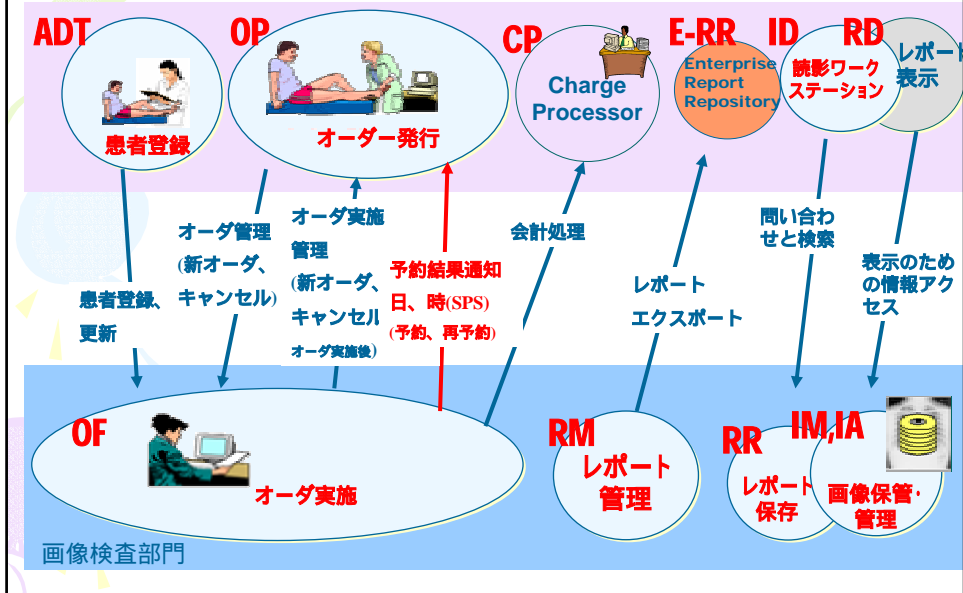 ADT
患者登録
OP
オーダー発行
CP
Charge
Processor
E-RR
Enterprise
Report
Repository
ID
読影ワーク
ステーション
RD
レポート
表示
患者登録、
更新
オーダ管理
(新オーダ、
キャンセル)
オーダ実施
管理
(新オーダ、
キャンセル
オーダ実施後)
予約結果通知
日、時(SPS)
(予約、再予約)
会計処理
レポート
エクスポート
問い合わ
せと検索
表示のため
の情報アク
セス
OF
オーダ実施
RM
レポート
管理
RR
レポート
保存
IM,IA
画像保管・
管理
画像検査部門